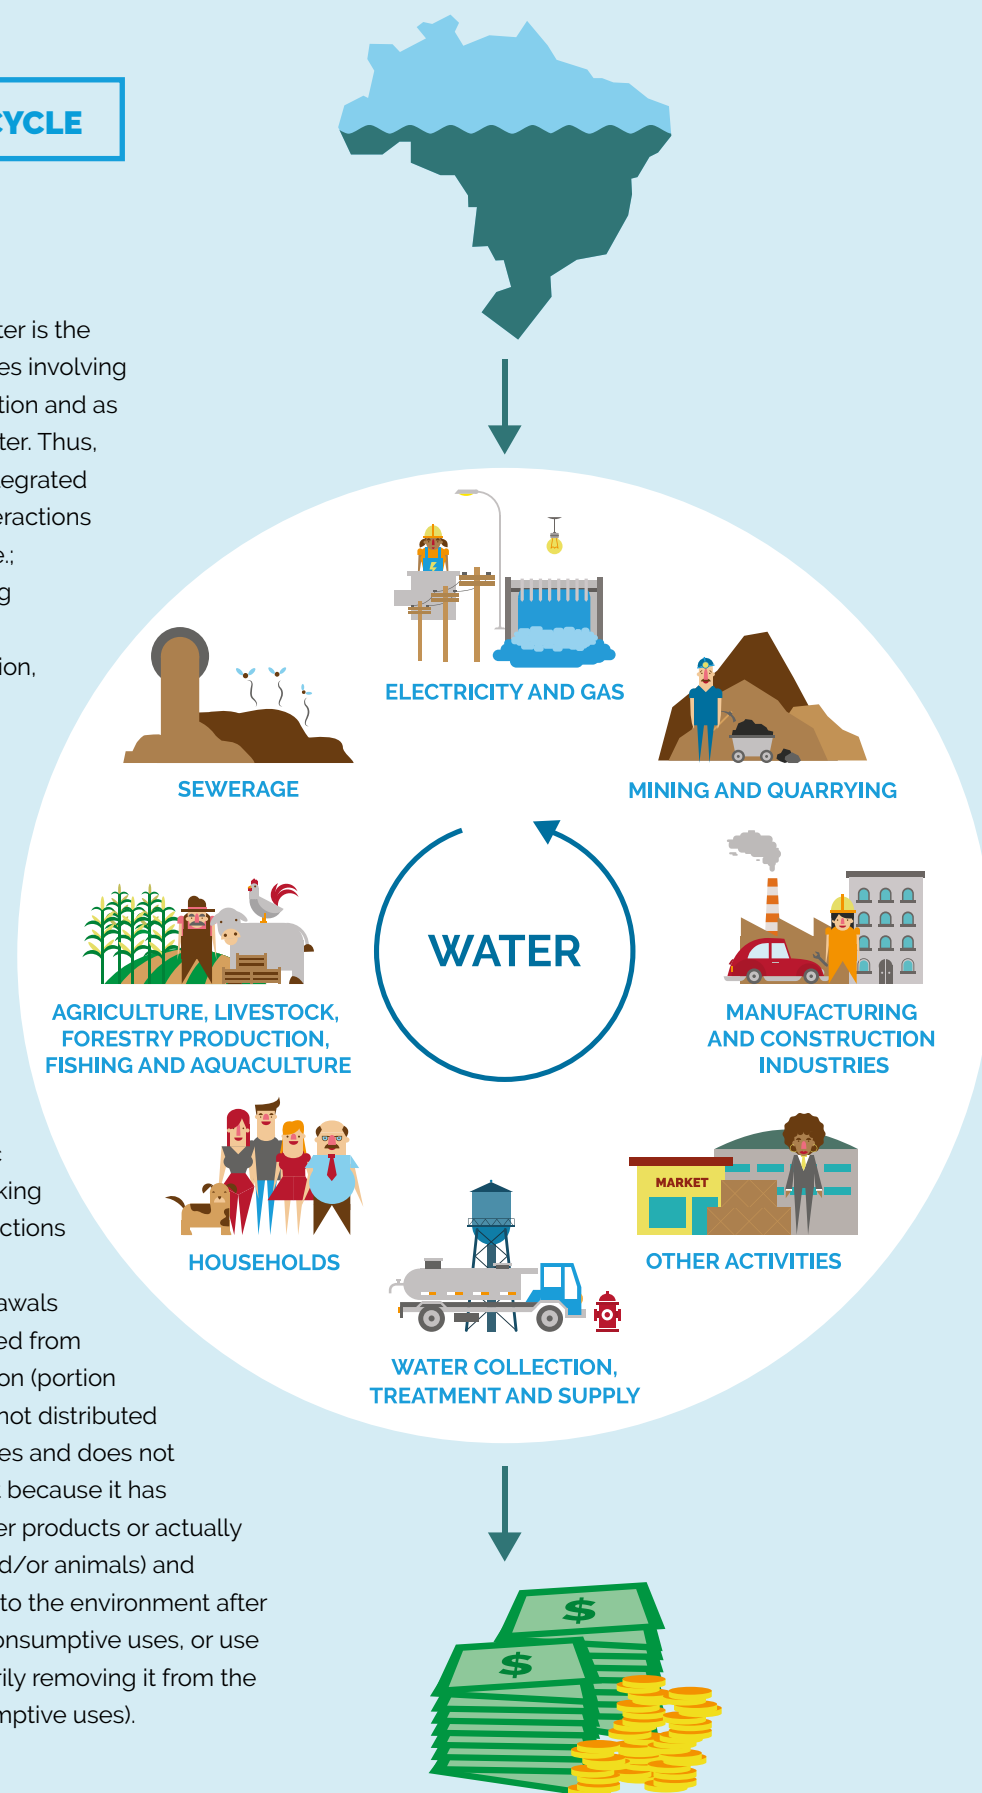 CYCLE
ter is the
es involving
tion and as
ter. Thus,
tegrated
eractions
e.;
g
ion,
ELECTRICITY AND GAS
SEWERAGE
MINING AND QUARRYING
WATER
AGRICULTURE, LIVESTOCK,
FORESTRY PRODUCTION,
FISHING AND AQUACULTURE
MANUFACTURING
AND CONSTRUCTION
INDUSTRIES
HOUSEHOLDS
MARKET
OTHER ACTIVITIES
WATER COLLECTION,
TREATMENT AND SUPPLY
king
ctions
awals
ed from
on (portion
not distributed
es and does not
t because it has
er products or actually
d/or animals) and
to the environment after
onsumptive uses, or use
rily removing it from the
mptive uses).
$
$